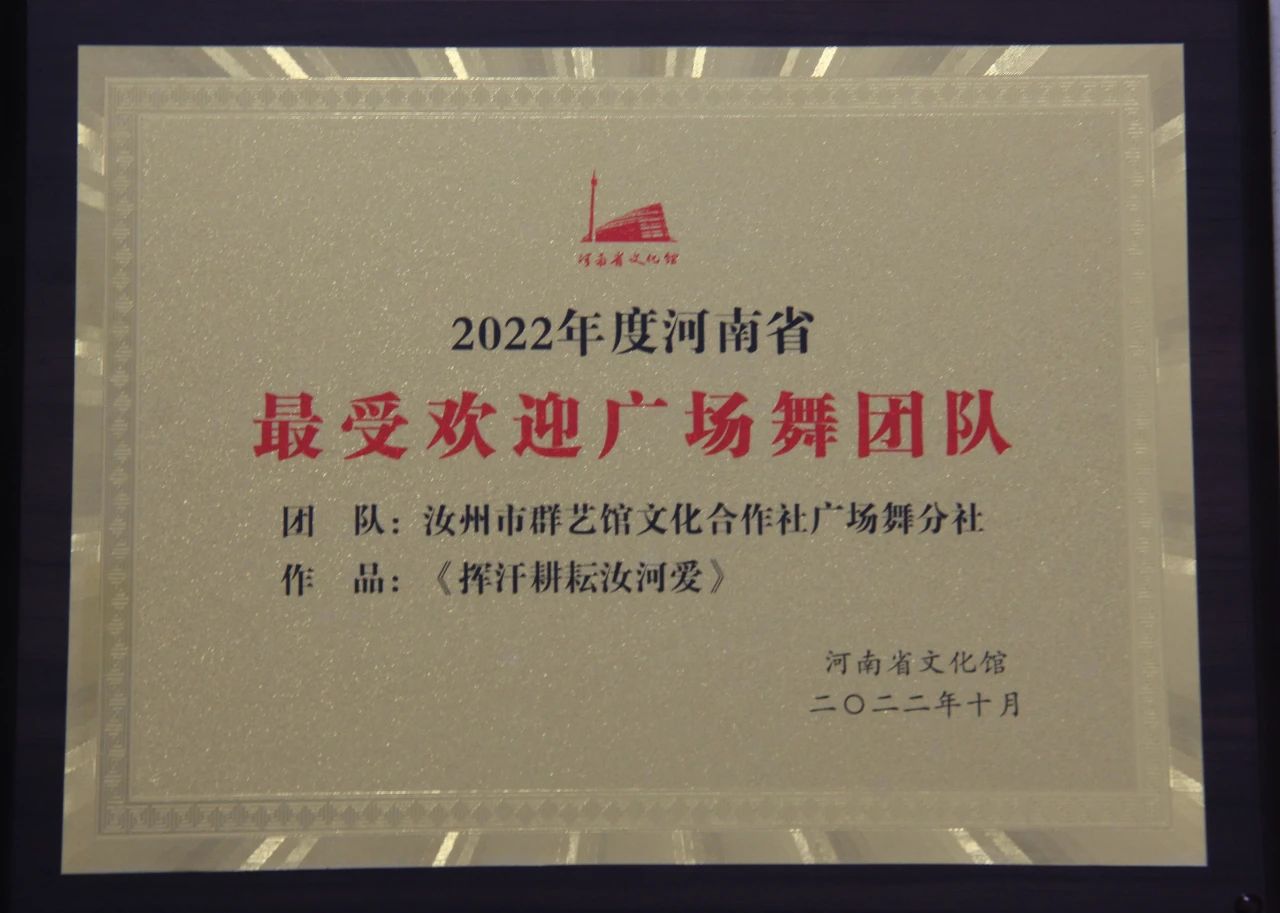 河南省文化馆
2022年度河南省
最受欢迎广场舞团队
团 队：汝州市群艺馆文化合作社广场舞分社
作 品：《挥汗耕耘汝河爱》
河南省文化馆
二〇二二年十月